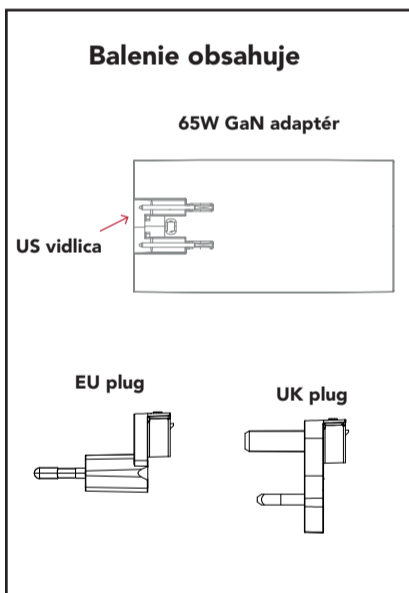 Balenie obsahuje
65W GaN adaptér
US vidlica
EU plug
UK plug